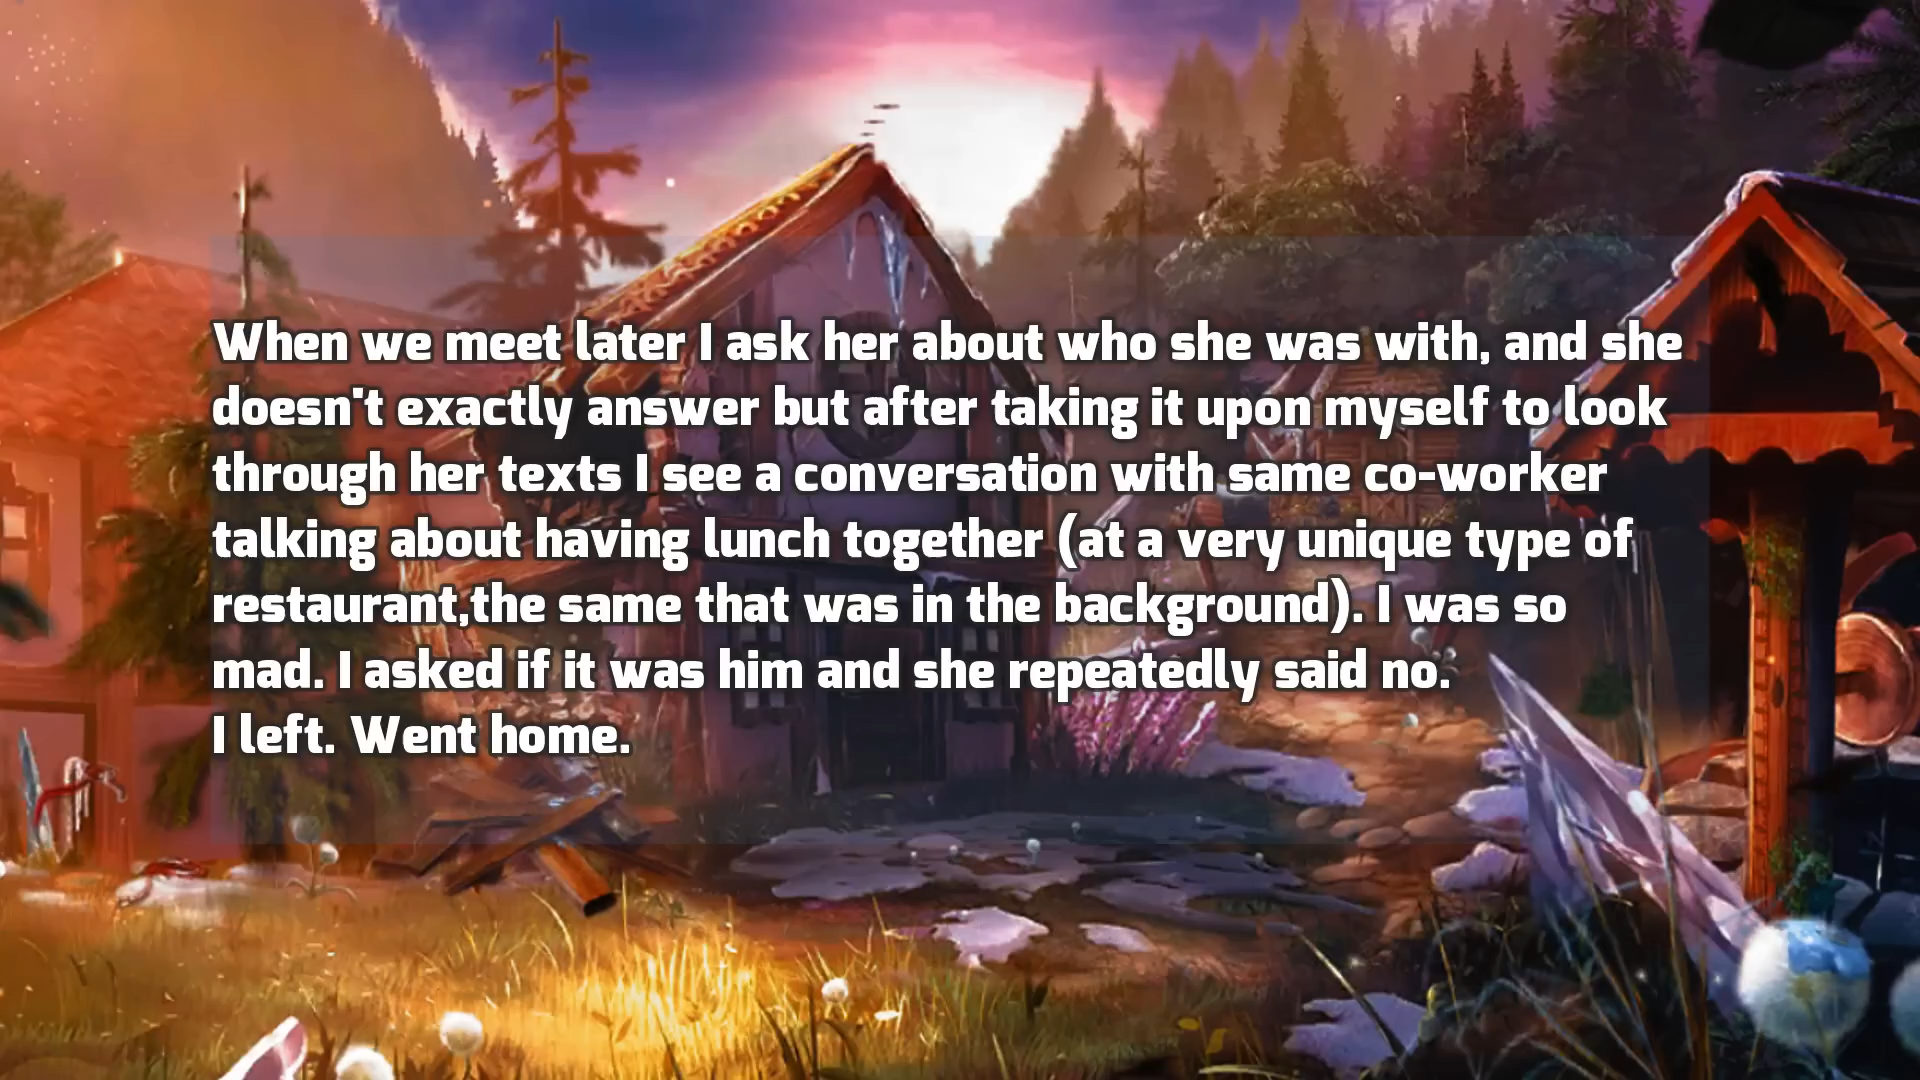 When we meet later I ask her about who she was with, and she
doesn't exactly answer but after taking it upon myself to look
through her texts I see a conversation with same co-worker
talking about having lunch together (at a very unique type of
restaurant,the same that was in the background). I was so
mad. I asked if it was him and she repeatedly said no.
I left. Went home.